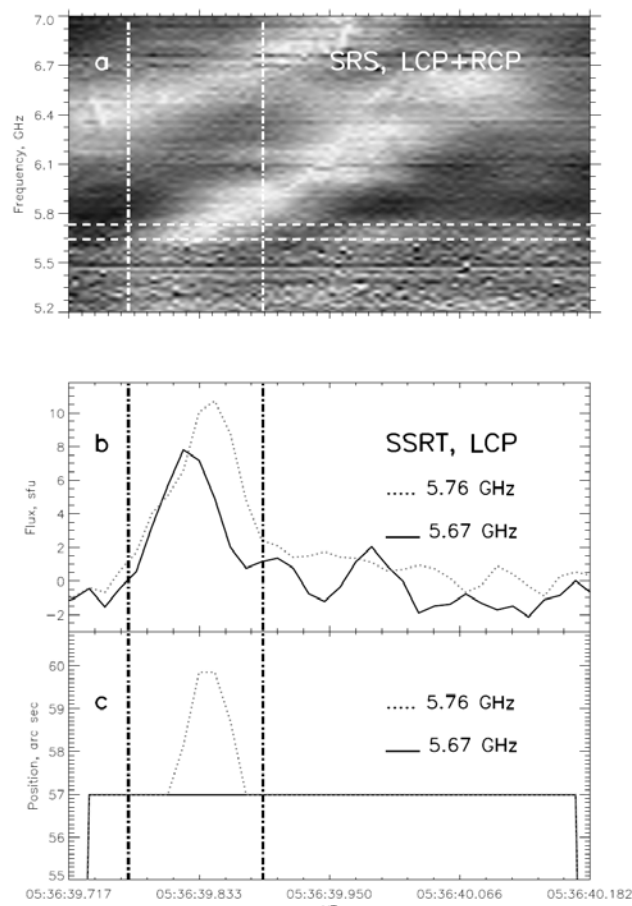 7.0
6.7
6.4
6.1
5.8
5.5
5.2
Frequency, GHz
a
SRS, LCP+RCP
10
8
6
4
2
0
−2
Flux, sfu
b
SSRT, LCP
5.76 GHz
5.67 GHz
60
59
58
57
56
55
Position, arc sec
c
5.76 GHz
5.67 GHz
05:36:39.717 05:36:39.833 05:36:39.950 05:36:40.066 05:36:40.182